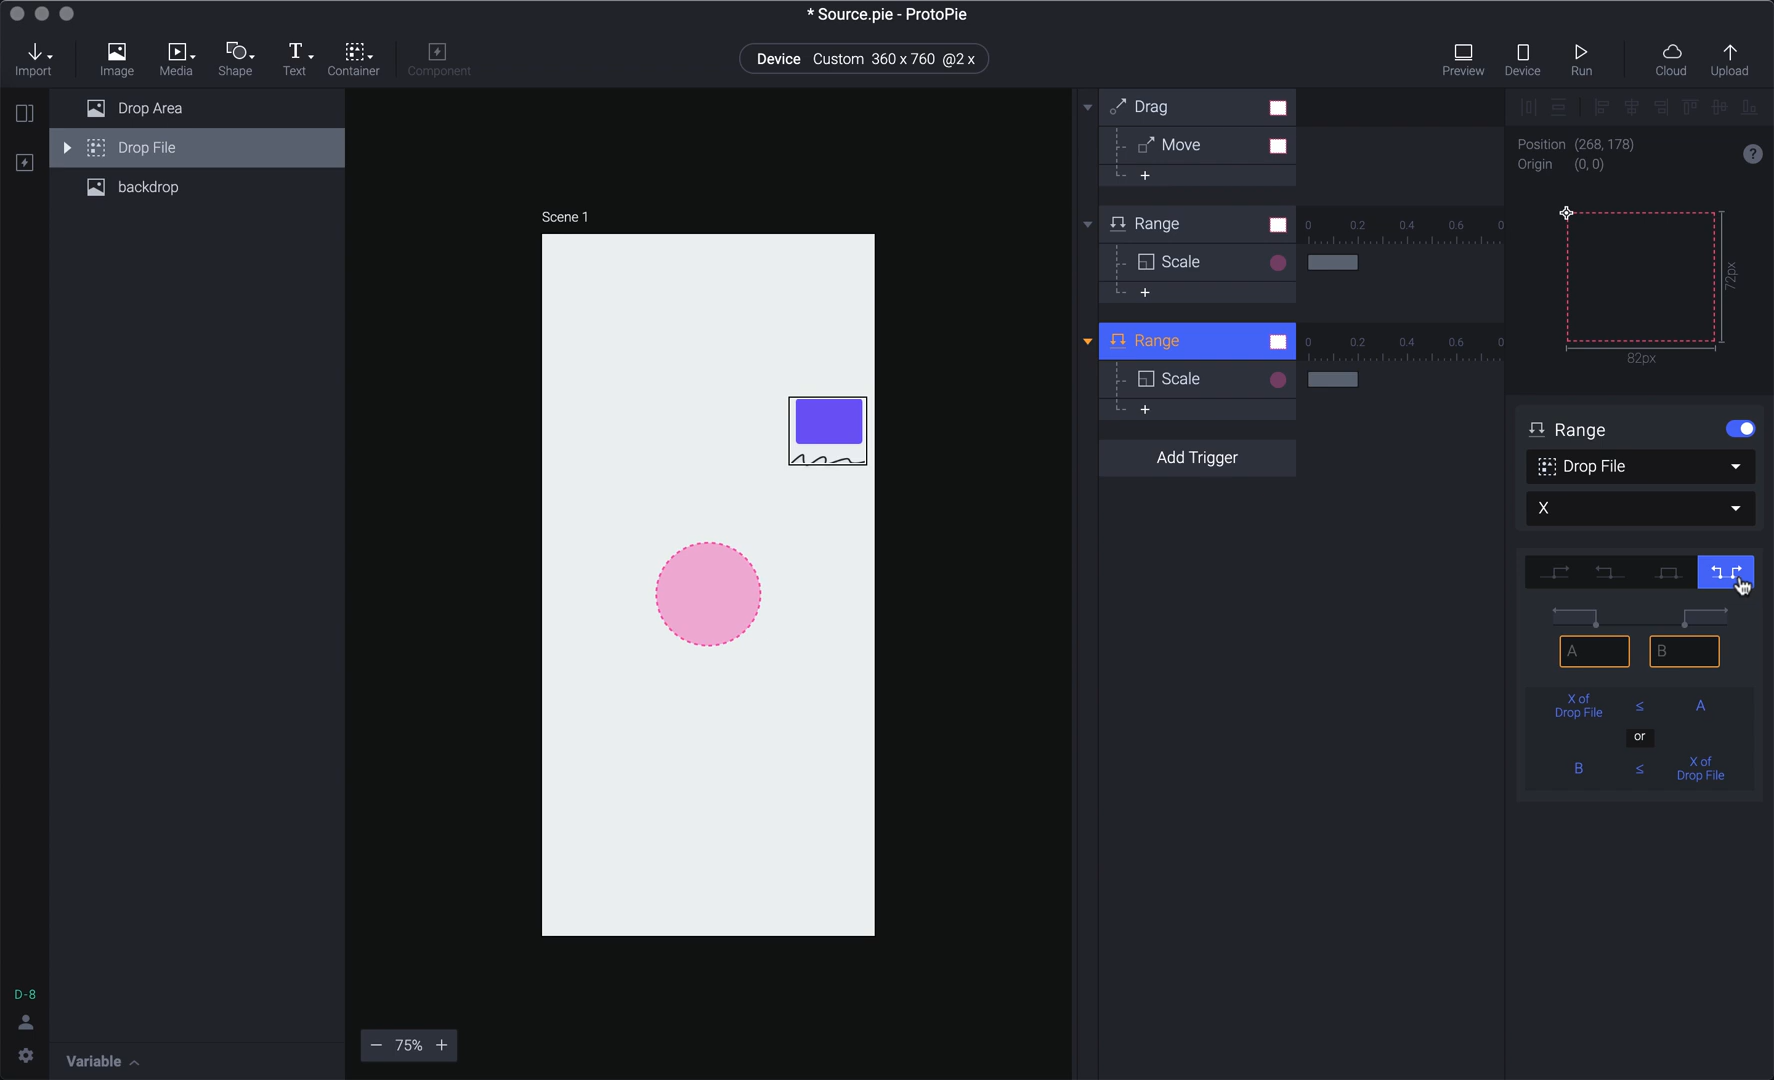 * Source.pie - ProtoPie
Import
Image
Media
Shape
Text
Container
Component
Device Custom 360 x 760 @2 x
Preview
Device
Run
Cloud
Upload
Drop Area
Drop File
backdrop
Scene 1
Drag
Move
+
Range
0 0.2 0.4 0.6 0
Scale
+
Range
0 0.2 0.4 0.6 0
Scale
+
Add Trigger
Position (268, 178)
Origin (0, 0)
?
72px
82px
Range
Drop File
X
A
B
X of
Drop File
≤
A
or
B
≤
X of
Drop File
D-8
Variable
− 75% +